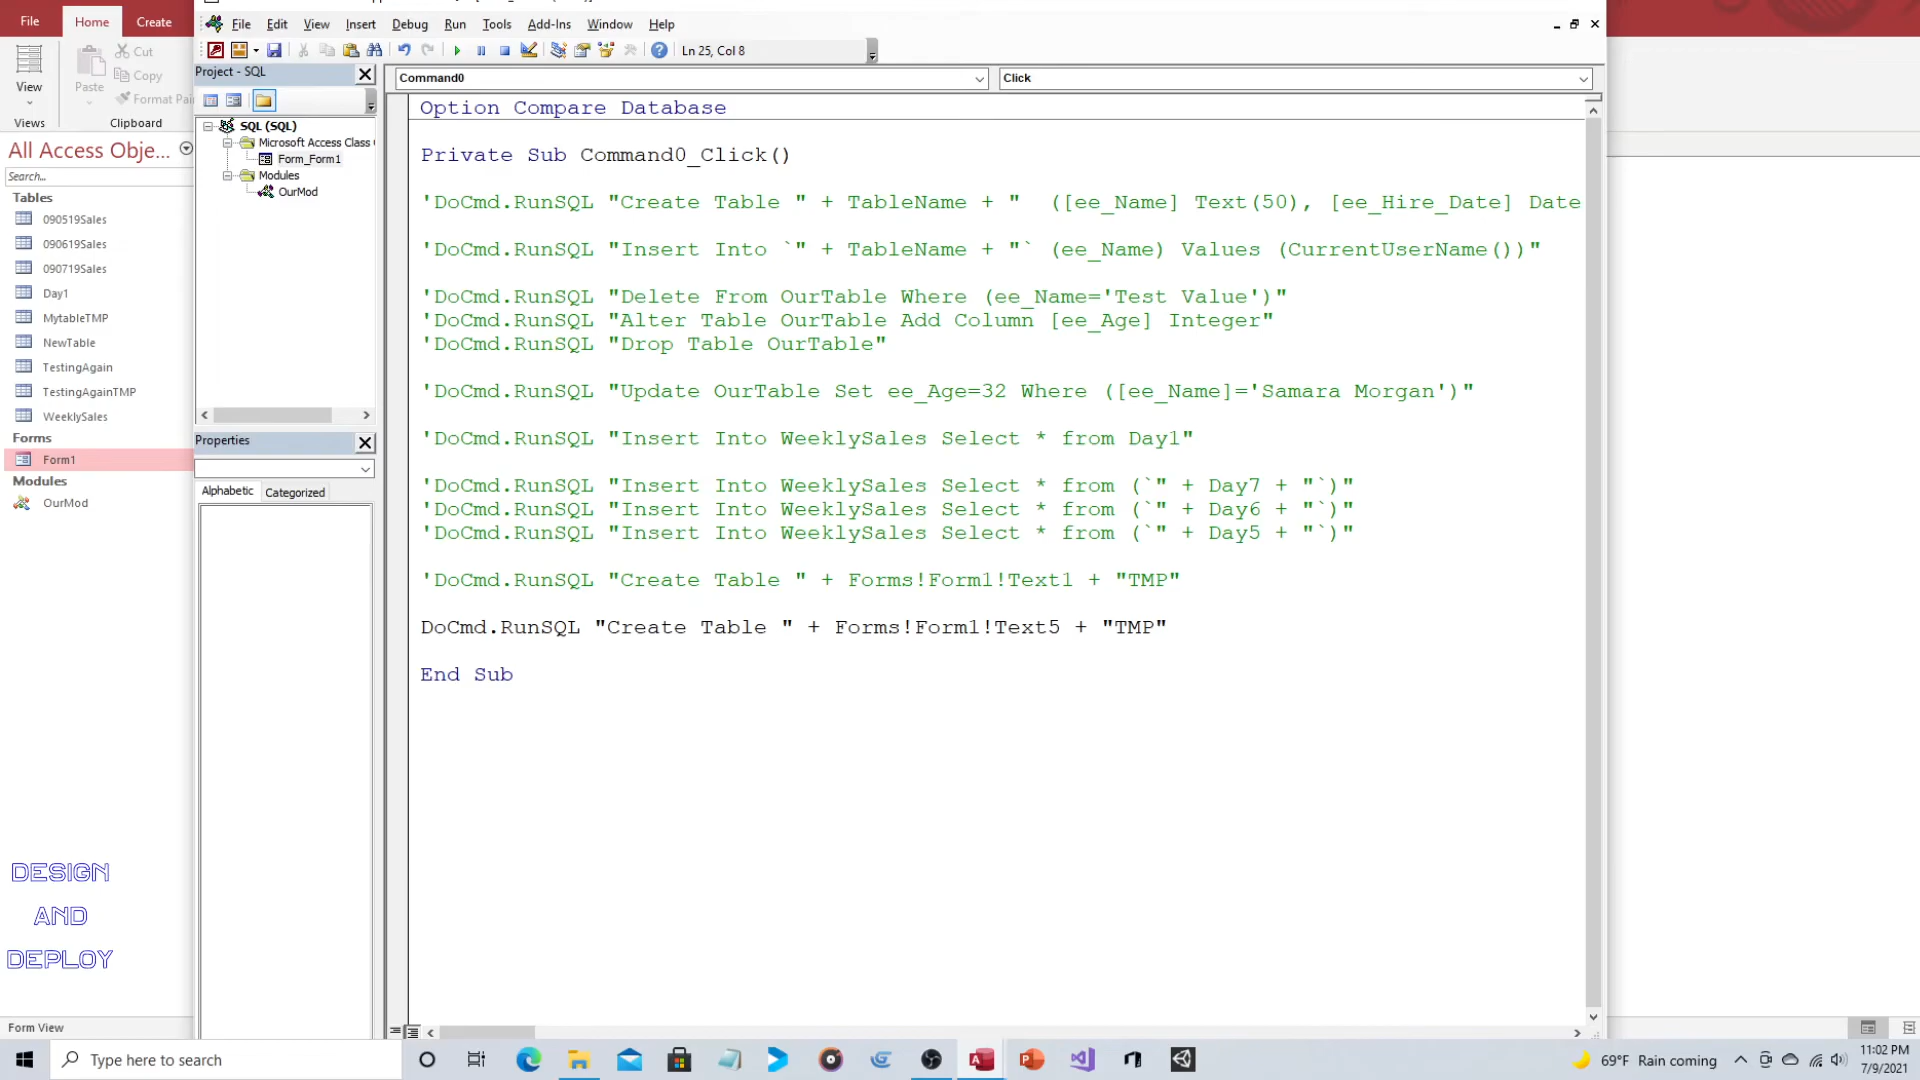 File Home Create
View
Views
Paste
Cut
Copy
Format Pai
Clipboard
All Access Obje...
Search...
Tables
090519Sales
090619Sales
090719Sales
Day1
MytableTMP
NewTable
TestingAgain
TestingAgainTMP
WeeklySales
Forms
Form1
Modules
OurMod
DESIGN
AND
DEPLOY
Form View
File Edit View Insert Debug Run Tools Add-Ins Window Help
Ln 25, Col 8
Project - SQL
SQL (SQL)
Microsoft Access Class
Form_Form1
Modules
OurMod
Properties
Alphabetic Categorized
Command0 Click
Option Compare Database
Private Sub Command0_Click()
'DoCmd.RunSQL "Create Table " + TableName + "  ([ee_Name] Text(50), [ee_Hire_Date] Date
'DoCmd.RunSQL "Insert Into `" + TableName + "` (ee_Name) Values (CurrentUserName())"
'DoCmd.RunSQL "Delete From OurTable Where (ee_Name='Test Value')"
'DoCmd.RunSQL "Alter Table OurTable Add Column [ee_Age] Integer"
'DoCmd.RunSQL "Drop Table OurTable"
'DoCmd.RunSQL "Update OurTable Set ee_Age=32 Where ([ee_Name]='Samara Morgan')"
'DoCmd.RunSQL "Insert Into WeeklySales Select * from Day1"
'DoCmd.RunSQL "Insert Into WeeklySales Select * from (`" + Day7 + "`)"
'DoCmd.RunSQL "Insert Into WeeklySales Select * from (`" + Day6 + "`)"
'DoCmd.RunSQL "Insert Into WeeklySales Select * from (`" + Day5 + "`)"
'DoCmd.RunSQL "Create Table " + Forms!Form1!Text1 + "TMP"
DoCmd.RunSQL "Create Table " + Forms!Form1!Text5 + "TMP"
End Sub
Type here to search
69°F Rain coming
11:02 PM
7/9/2021